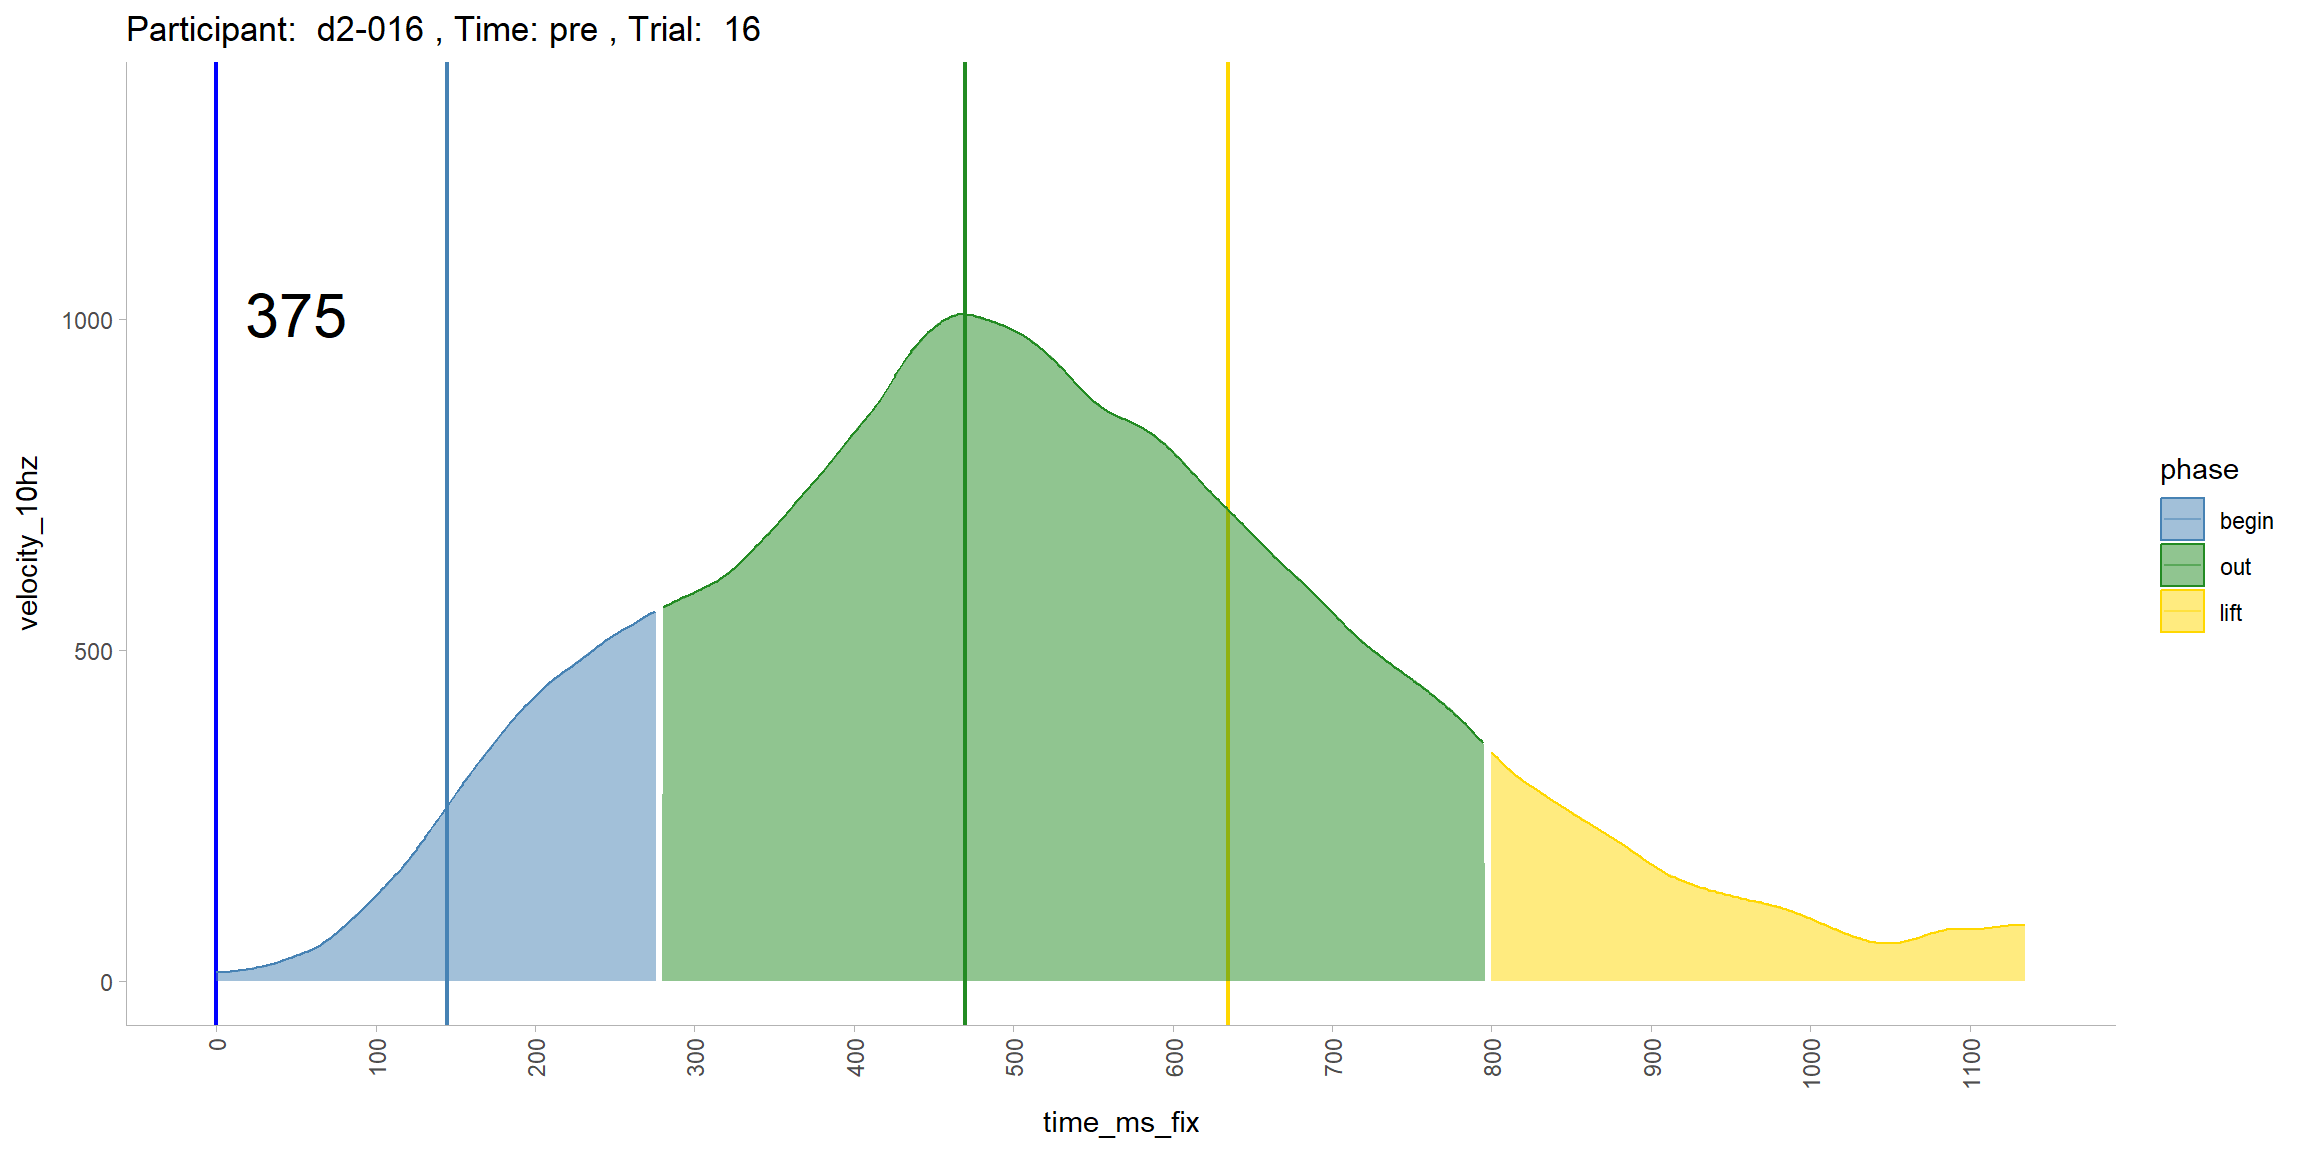 Participant:  d2-016 , Time: pre , Trial:  16
375
1000
500
0
velocity_10hz
0
100
200
300
400
500
600
700
800
900
1000
1100
time_ms_fix
phase
begin
out
lift